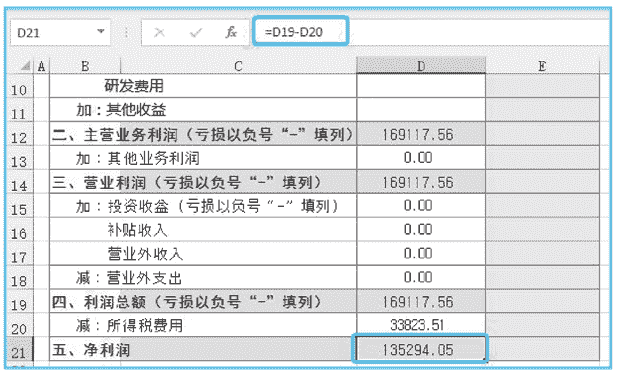 D21 fx =D19-D20
A B C D E
10 研发费用
11 加：其他收益
12 二、主营业务利润（亏损以负号“-”填列） 169117.56
13 加：其他业务利润 0.00
14 三、营业利润（亏损以负号“-”填列） 169117.56
15 加：投资收益（亏损以负号“-”填列） 0.00
16 补贴收入 0.00
17 营业外收入 0.00
18 减：营业外支出 0.00
19 四、利润总额（亏损以负号“-”填列） 169117.56
20 减：所得税费用 33823.51
21 五、净利润 135294.05